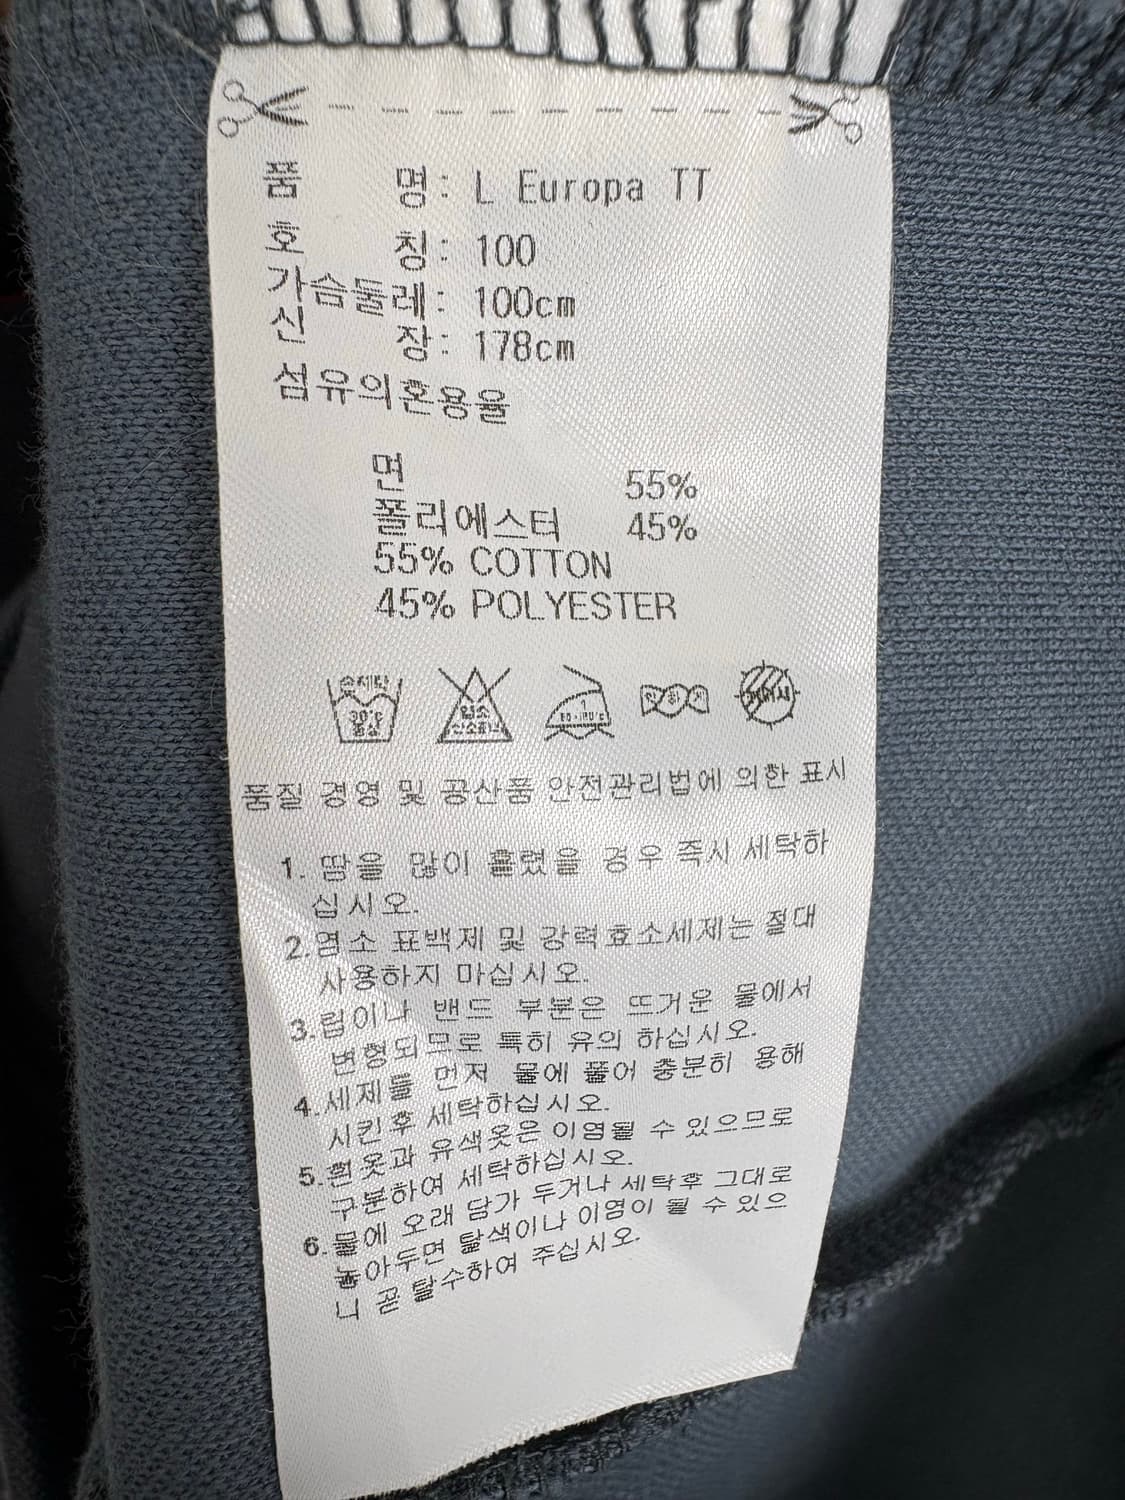 품 명: L Europa TT
호 칭: 100
가슴둘레: 100cm
신 장: 178cm
섬유의혼용율
면 55%
폴리에스터 45%
55% COTTON
45% POLYESTER
품질 경영 및 공산품 안전관리법에 의한 표시
1. 땀을 많이 흘렸을 경우 즉시 세탁하
십시오.
2.염소 표백제 및 강력효소세제는 절대
사용하지 마십시오.
3.립이나 밴드 부분은 뜨거운 물에서
변형되므로 특히 유의 하십시오.
4.세제를 먼저 물에 풀어 충분히 용해
시킨후 세탁하십시오.
5.흰옷과 유색옷은 이염될 수 있으므로
구분하여 세탁하십시오.
6.물에 오래 담가 두거나 세탁후 그대로
놓아두면 탈색이나 이염이 될 수 있으
니 곧 탈수하여 주십시오.